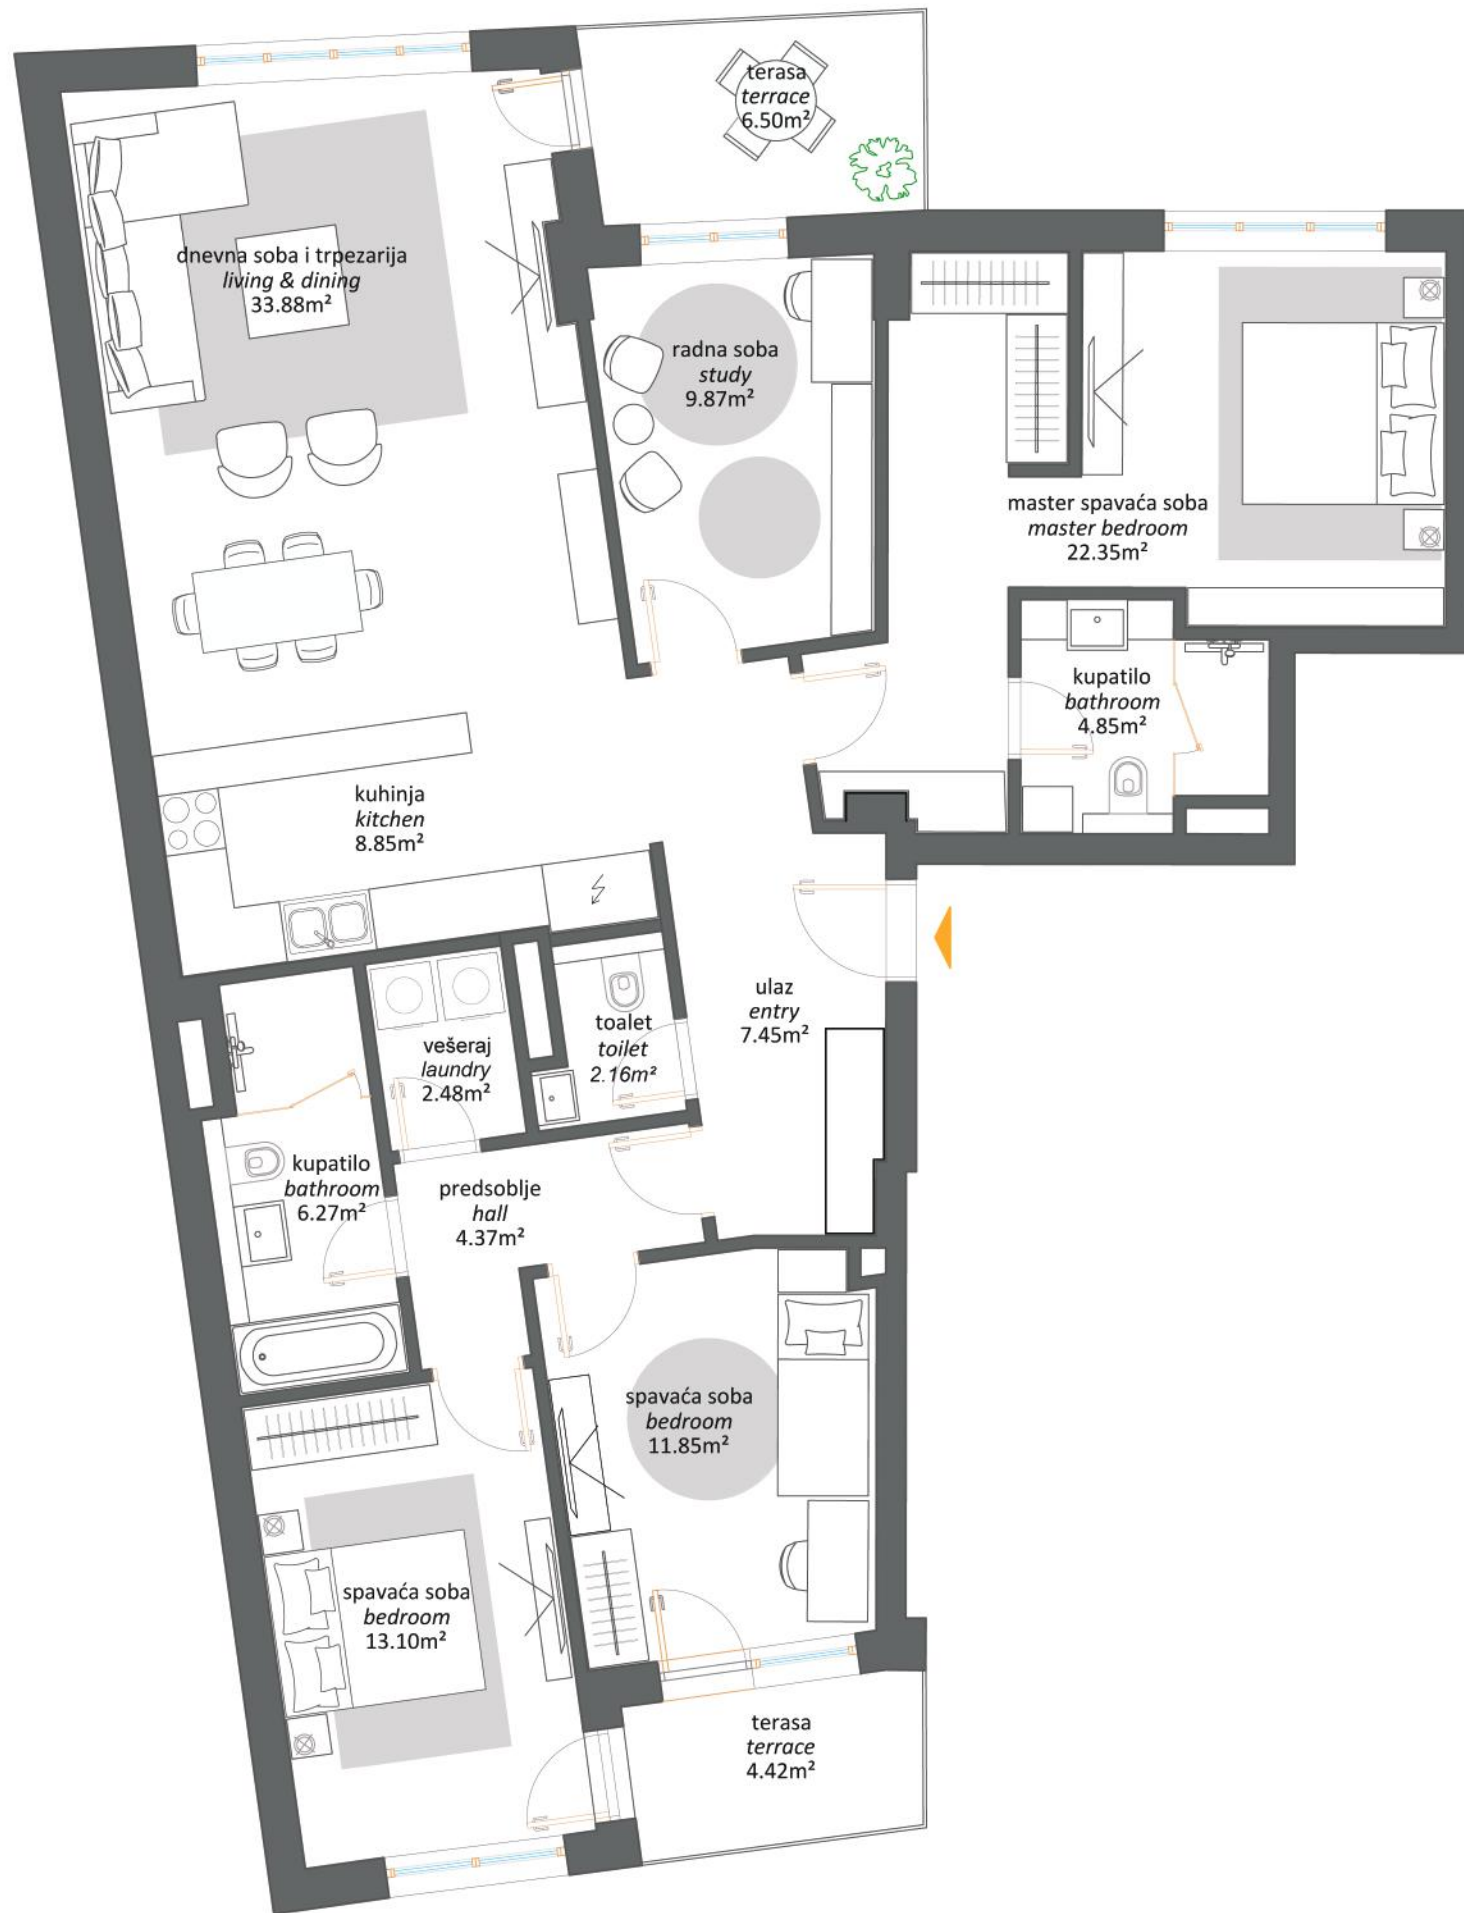 terasa
terrace
6.50m²
dnevna soba i trpezarija
living & dining
33.88m²
radna soba
study
9.87m²
master spavaća soba
master bedroom
22.35m²
kupatilo
bathroom
4.85m²
kuhinja
kitchen
8.85m²
ulaz
entry
7.45m²
toalet
toilet
2.16m²
vešeraj
laundry
2.48m²
kupatilo
bathroom
6.27m²
predsoblje
hall
4.37m²
spavaća soba
bedroom
11.85m²
spavaća soba
bedroom
13.10m²
terasa
terrace
4.42m²